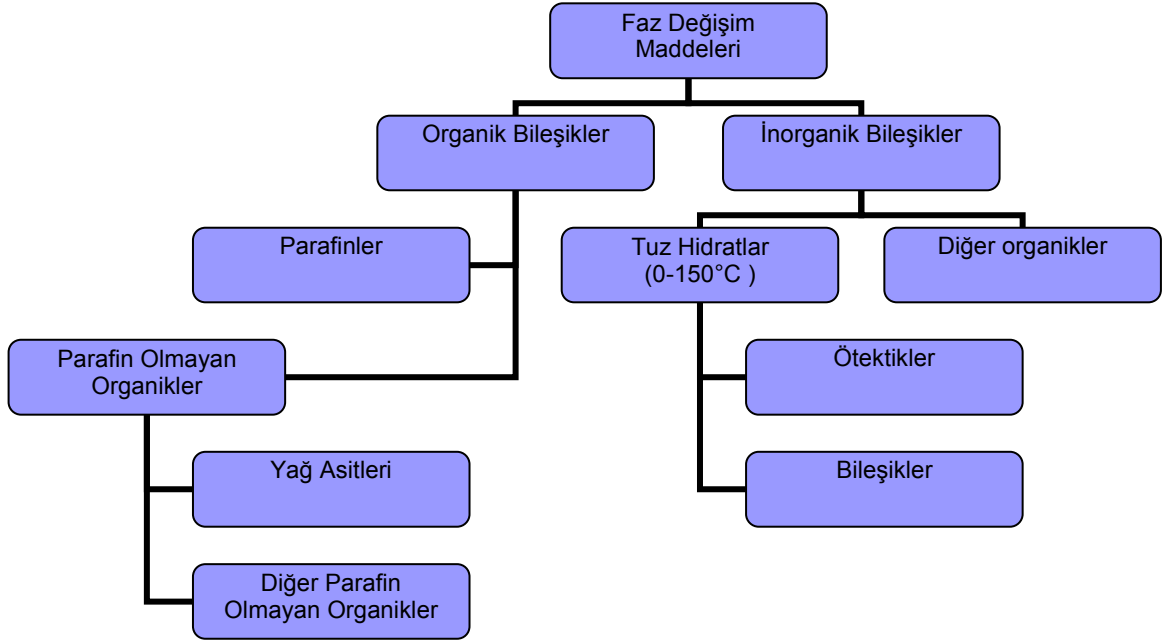 Faz Değişim
Maddeleri
Organik Bileşikler
İnorganik Bileşikler
Parafinler
Tuz Hidratlar
(0-150°C )
Diğer organikler
Parafin Olmayan
Organikler
Ötektikler
Yağ Asitleri
Bileşikler
Diğer Parafin
Olmayan Organikler